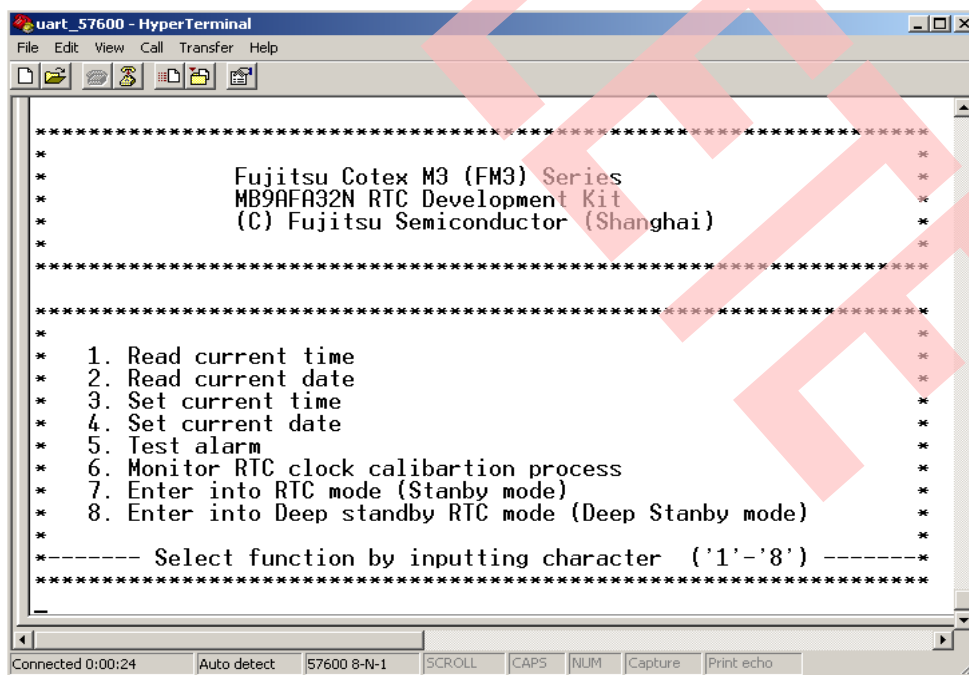 uart_57600 - HyperTerminal
File Edit View Call Transfer Help
*******************************************************************
* *
* Fujitsu Cotex M3 (FM3) Series *
* MB9AFA32N RTC Development Kit *
* (C) Fujitsu Semiconductor (Shanghai) *
* *
*******************************************************************
*******************************************************************
* *
* 1. Read current time *
* 2. Read current date *
* 3. Set current time *
* 4. Set current date *
* 5. Test alarm *
* 6. Monitor RTC clock calibartion process *
* 7. Enter into RTC mode (Stanby mode) *
* 8. Enter into Deep standby RTC mode (Deep Stanby mode) *
* *
*------- Select function by inputting character ('1'-'8') -------*
*******************************************************************
_
Connected 0:00:24 Auto detect 57600 8-N-1 SCROLL CAPS NUM Capture Print echo